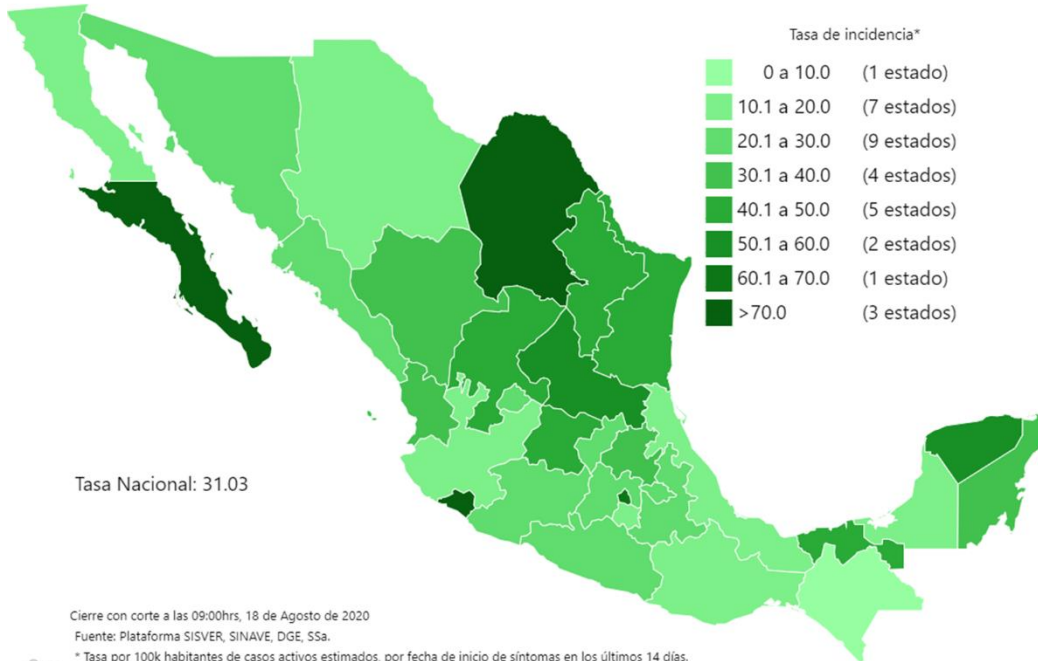 Tasa de incidencia*
0 a 10.0 (1 estado)
10.1 a 20.0 (7 estados)
20.1 a 30.0 (9 estados)
30.1 a 40.0 (4 estados)
40.1 a 50.0 (5 estados)
50.1 a 60.0 (2 estados)
60.1 a 70.0 (1 estado)
>70.0 (3 estados)
Tasa Nacional: 31.03
Cierre con corte a las 09:00hrs, 18 de Agosto de 2020
Fuente: Plataforma SISVER, SINAVE, DGE, SSa.
* Tasa por 100k habitantes de casos activos estimados, por fecha de inicio de síntomas en los últimos 14 días.